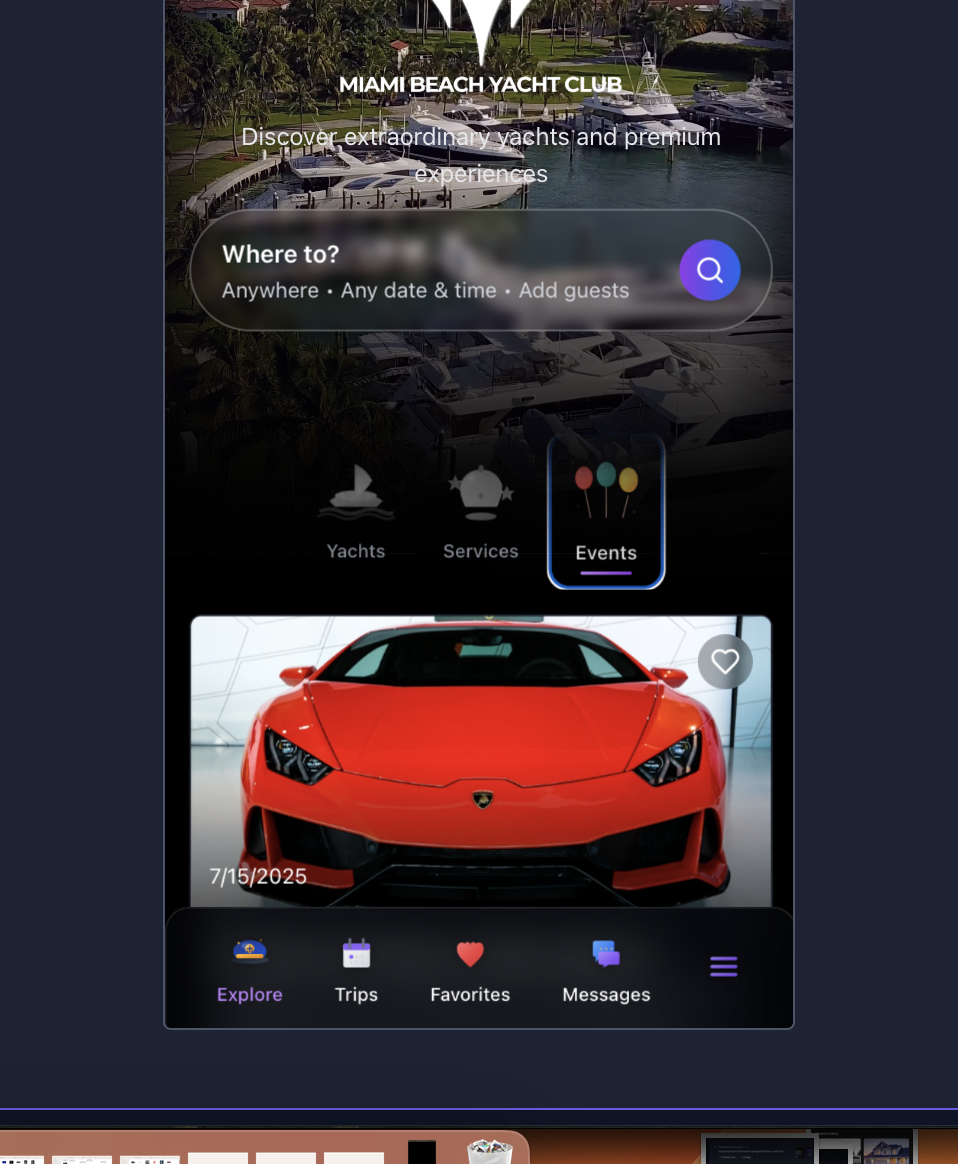 MIAMI BEACH YACHT CLUB
Discover extraordinary yachts and premium
experiences
Where to?
Anywhere • Any date & time • Add guests
Yachts
Services
Events
7/15/2025
Explore
Trips
Favorites
Messages